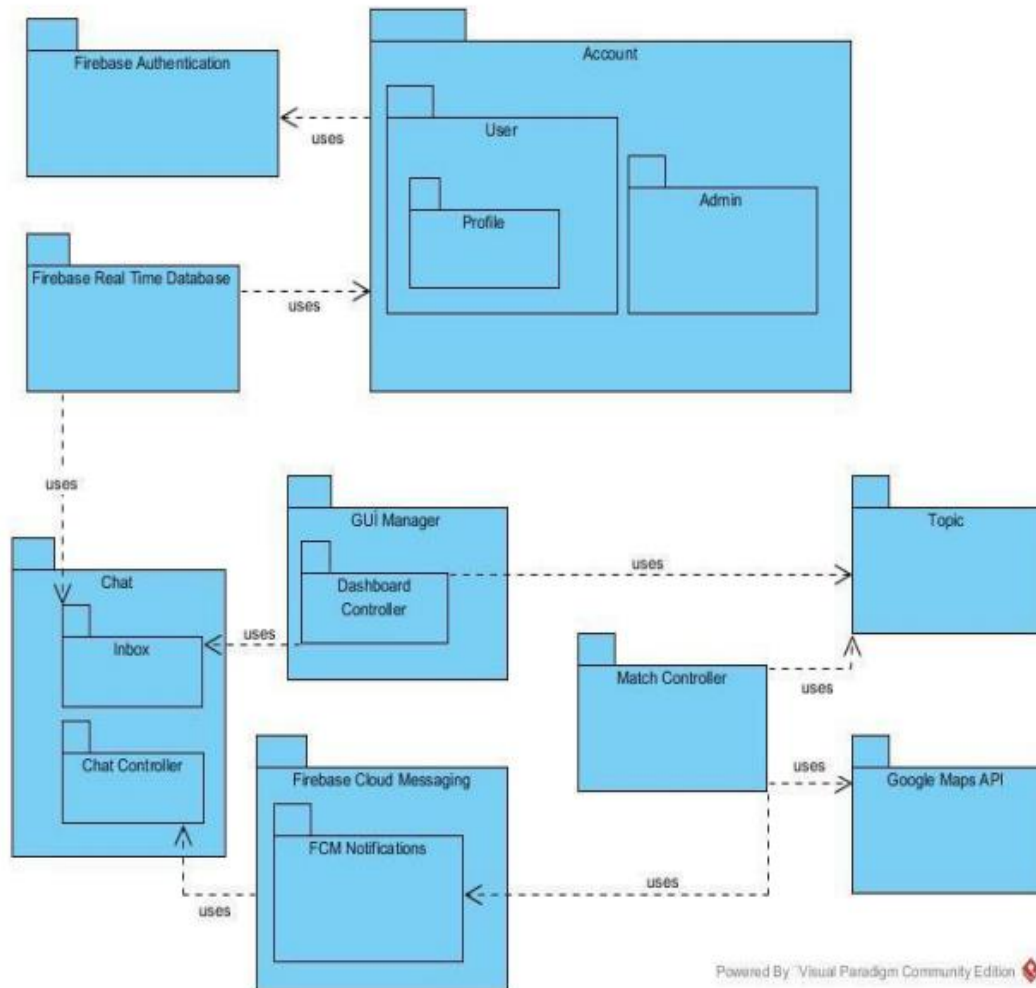 Firebase Authentication
Account
uses
User
Admin
Profile
Firebase Real Time Database
uses
uses
GUİ Manager
Topic
Chat
uses
Dashboard
Controller
uses
Inbox
Match Controller
uses
Chat Controller
Firebase Cloud Messaging
uses
Google Maps API
FCM Notifications
uses
uses
Powered By Visual Paradigm Community Edition